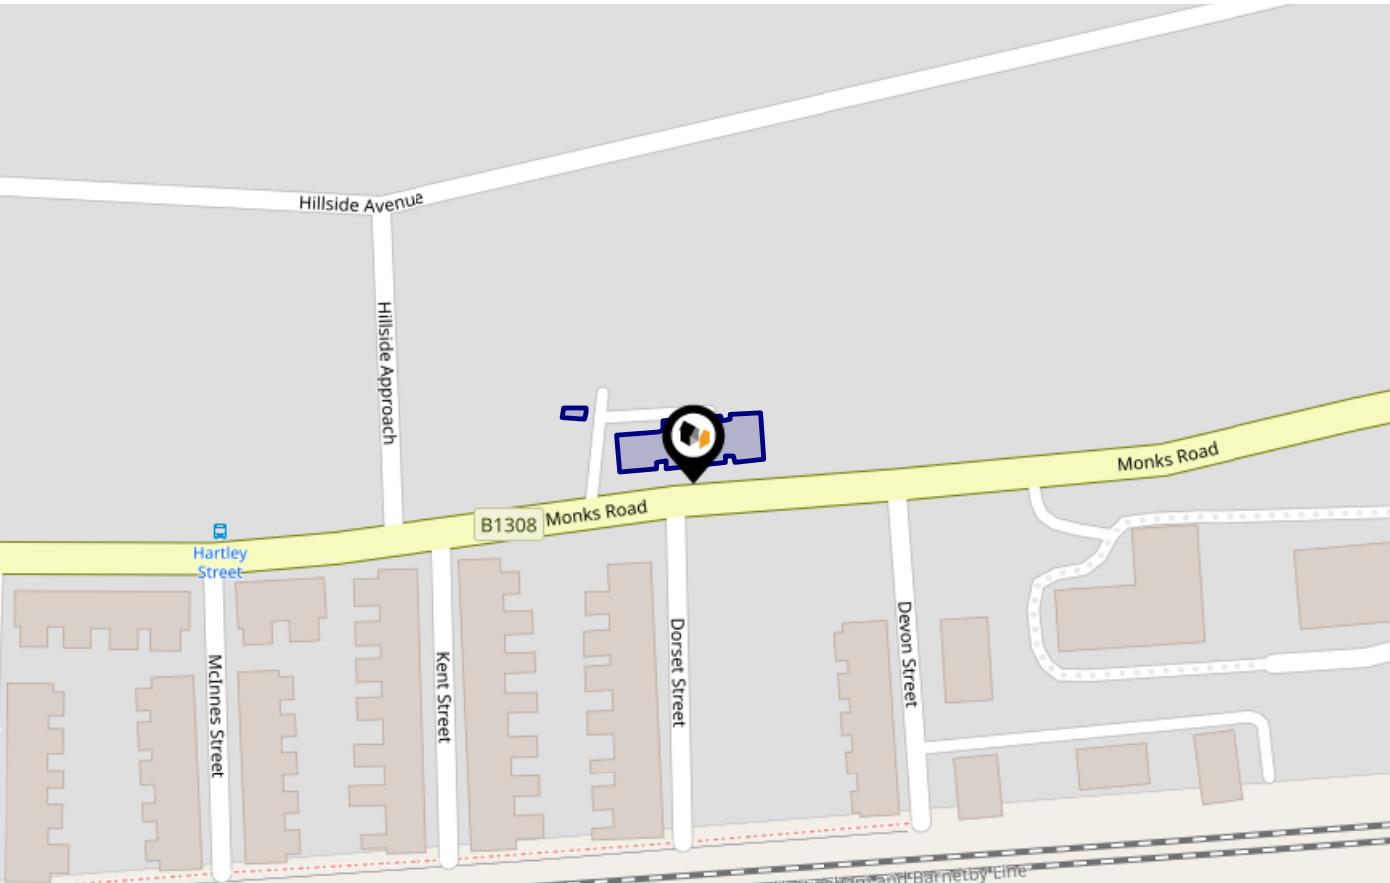 Hillside Avenue
Hillside Approach
Monks Road
B1308
Monks Road
Hartley
Street
McInnes Street
Kent Street
Dorset Street
Devon Street
and Barnetby Line